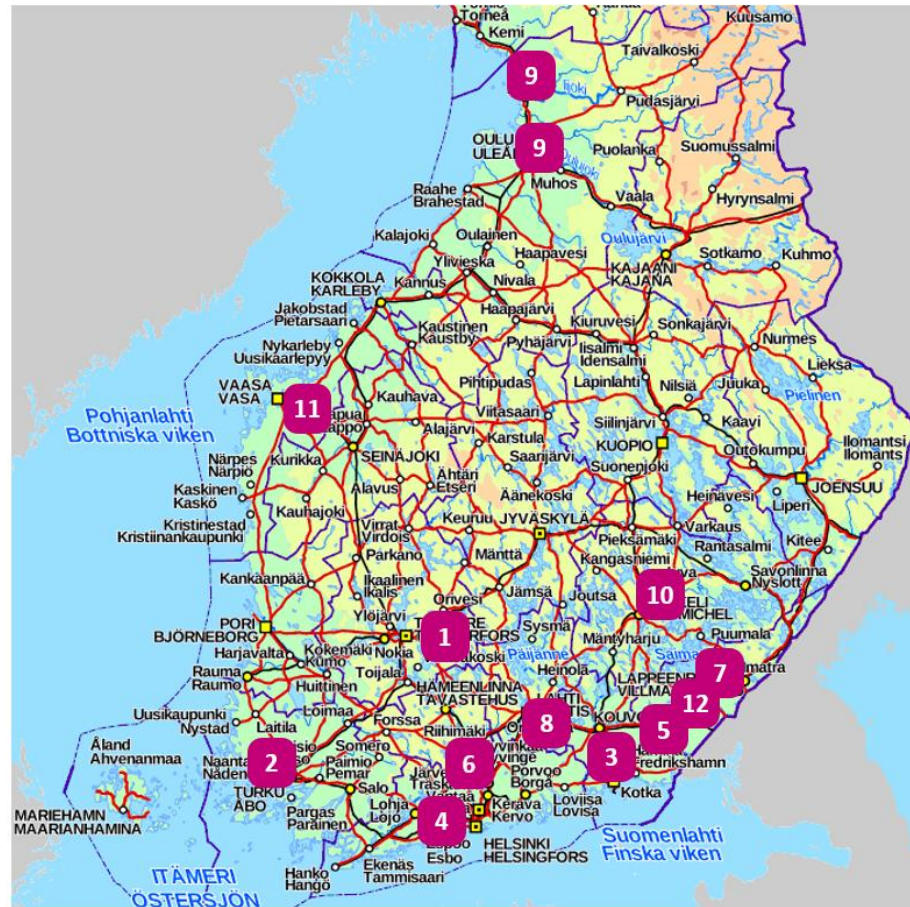 Torneå
Kemi
Kuusamo
Taivalkoski
9
Iijoki
Pudasjärvi
OULU
ULEÅ
9
Oulujoki
Muhos
Puolanka
Suomussalmi
Vaala
Hyrynsalmi
Raahe
Brahestad
Oulainen
Kalajoki
Haapavesi
Oulujärvi
Sotkamo
Kuhmo
Ylivieska
KAJAANI
KAJANA
KOKKOLA
KARLEBY
Kannus
Nivala
Jakobstad
Pietarsaari
Haapajärvi
Kiuruvesi
Sonkajärvi
Kaustinen
Kaustby
Pyhäjärvi
Iisalmi
Idensalmi
Nurmes
Nykarleby
Uusikaarlepyy
Lieksa
Pihtipudas
Lapinlahti
Nilsiä
Juuka
Pielinen
VAASA
VASA
11
Kauhava
Viitasaari
Siilinjärvi
Kaavi
Pohjanlahti
Bottniska viken
Alajärvi
Karstula
KUOPIO
Outokumpu
Ilomantsi
Ilomants
Närpes
Närpiö
Kurikka
SEINÄJOKI
Saarijärvi
Suonenjoki
JOENSUU
Kaskinen
Kaskö
Alavus
Ähtäri
Etseri
Äänekoski
Heinävesi
Liperi
Kauhajoki
Kristinestad
Kristiinankaupunki
Virrat
Virdois
Keuruu
JYVÄSKYLÄ
Pieksämäki
Varkaus
Kitee
Parkano
Mänttä
Kangasniemi
Rantasalmi
Kankaanpää
Ikaalinen
Ikalis
Jämsä
Joutsa
Savonlinna
Nyslott
10
Orivesi
PORI
BJÖRNEBORG
Ylöjärvi
1
Sysmä
Mäntyharju
Puumala
Harjavalta
Kokemäki
Kumo
Nokia
Päijänne
Saimaa
Rauma
Raumo
Toijala
Heinola
7
Huittinen
HÄMEENLINNA
TAVASTEHUS
12
Uusikaupunki
Nystad
Loimaa
Forssa
8
5
Laitila
Riihimäki
Åland
Ahvenanmaa
2
Somero
Paimio
Pemar
6
3
Fredrikshamn
TURKU
ÅBO
Salo
Porvoo
Borgå
Kotka
Lohja
Lojo
Kerava
Kervo
Loviisa
Lovisa
MARIEHAMN
MAARIANHAMINA
Pargas
Parainen
4
Espoo
Esbo
HELSINKI
HELSINGFORS
Suomenlahti
Finska viken
Ekenäs
Tammisaari
Hanko
Hangö
ITÄMERI
ÖSTERSJÖN